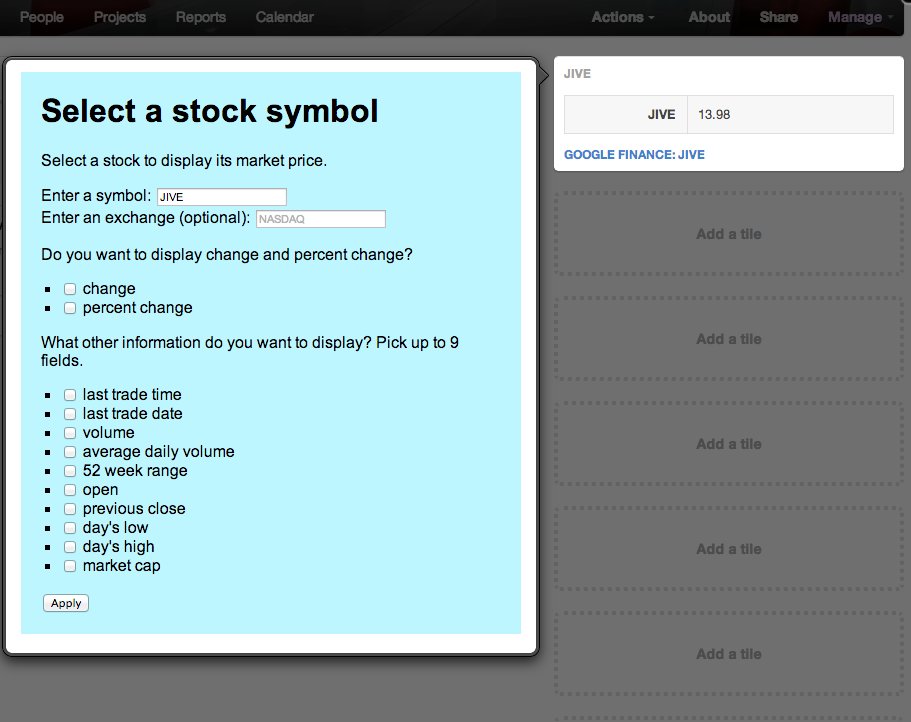 People Projects Reports Calendar Actions About Share Manage
Select a stock symbol
Select a stock to display its market price.
Enter a symbol: JIVE
Enter an exchange (optional): NASDAQ
Do you want to display change and percent change?
change
percent change
What other information do you want to display? Pick up to 9
fields.
last trade time
last trade date
volume
average daily volume
52 week range
open
previous close
day's low
day's high
market cap
Apply
JIVE
JIVE 13.98
GOOGLE FINANCE: JIVE
Add a tile
Add a tile
Add a tile
Add a tile
Add a tile